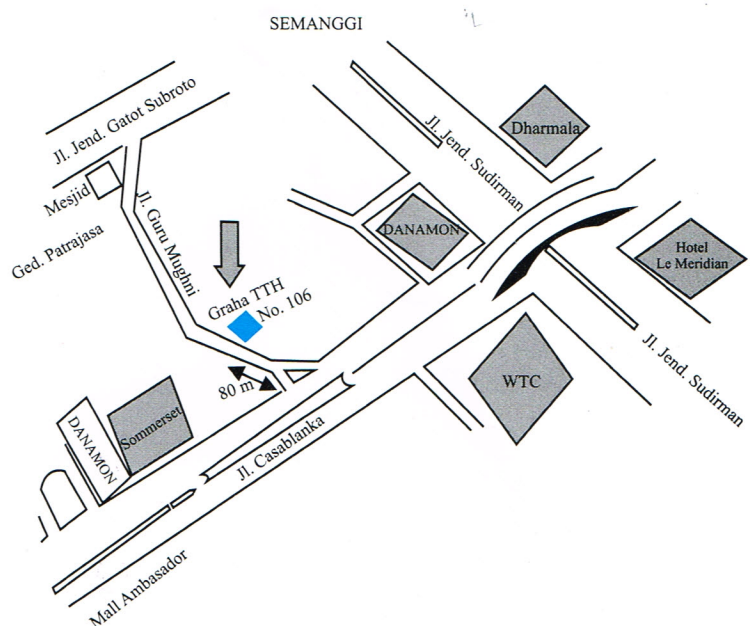 SEMANGGI
Jl. Jend. Gatot Subroto
Jl. Jend. Sudirman
Dharmala
Mesjid
Jl. Guru Mughni
Ged. Patrajasa
DANAMON
Hotel
Le Meridian
Graha TTH
No. 106
80 m
WTC
Jl. Jend. Sudirman
Sommerset
DANAMON
Jl. Casablanka
Mall Ambasador